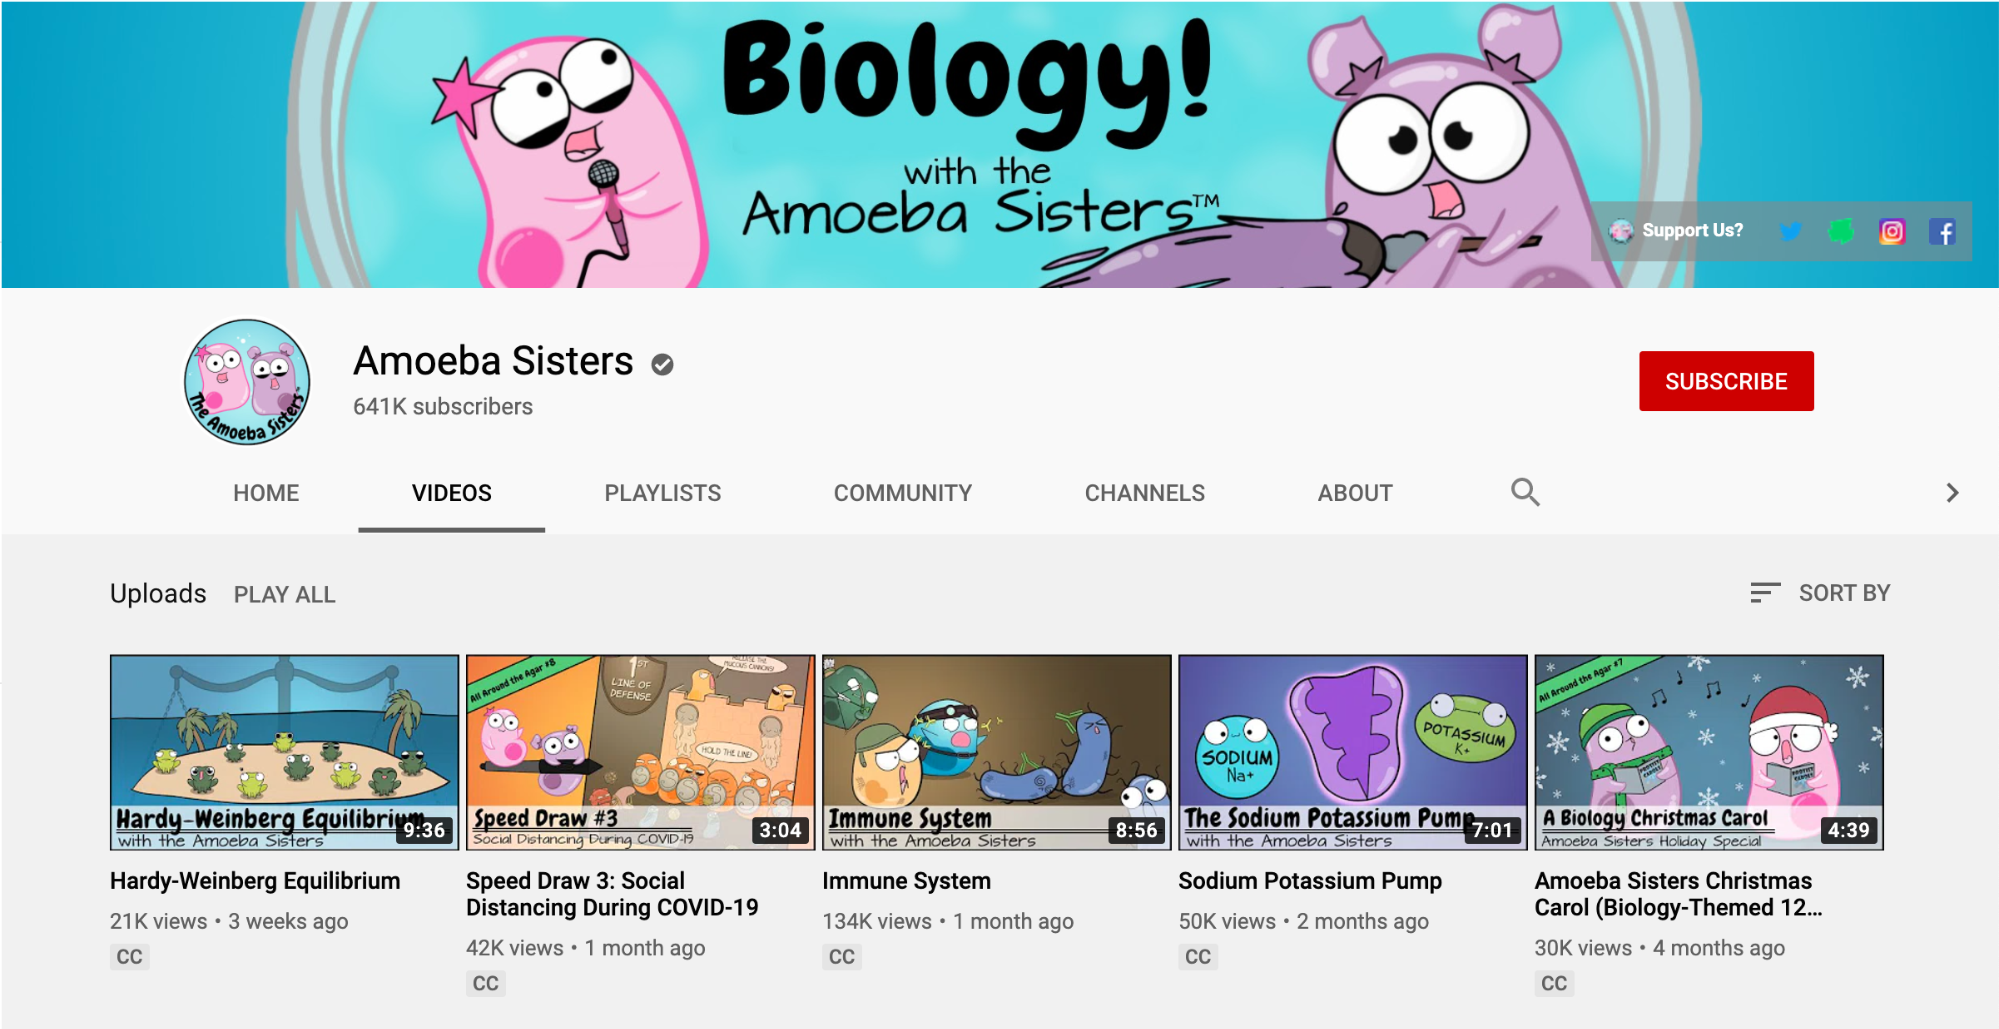 Biology!
with the
Amoeba Sisters™
Support Us?
The Amoeba Sisters
Amoeba Sisters
641K subscribers
SUBSCRIBE
HOME
VIDEOS
PLAYLISTS
COMMUNITY
CHANNELS
ABOUT
Uploads
PLAY ALL
SORT BY
Hardy-Weinberg Equilibrium
with the Amoeba Sisters
9:36
Hardy-Weinberg Equilibrium
21K views • 3 weeks ago
CC
All Around the Agar #8
1ST
LINE OF
DEFENSE
RELEASE THE
MUCOUS CANNONS!
HOLD THE LINE!
Speed Draw #3
Social Distancing During COVID-19
3:04
Speed Draw 3: Social
Distancing During COVID-19
42K views • 1 month ago
CC
Immune System
with the Amoeba Sisters
8:56
Immune System
134K views • 1 month ago
CC
SODIUM
Na+
POTASSIUM
K+
The Sodium Potassium Pump
with the Amoeba Sisters
7:01
Sodium Potassium Pump
50K views • 2 months ago
CC
All Around the Agar #7
A Biology Christmas Carol
Amoeba Sisters Holiday Special
4:39
Amoeba Sisters Christmas
Carol (Biology-Themed 12...
30K views • 4 months ago
CC